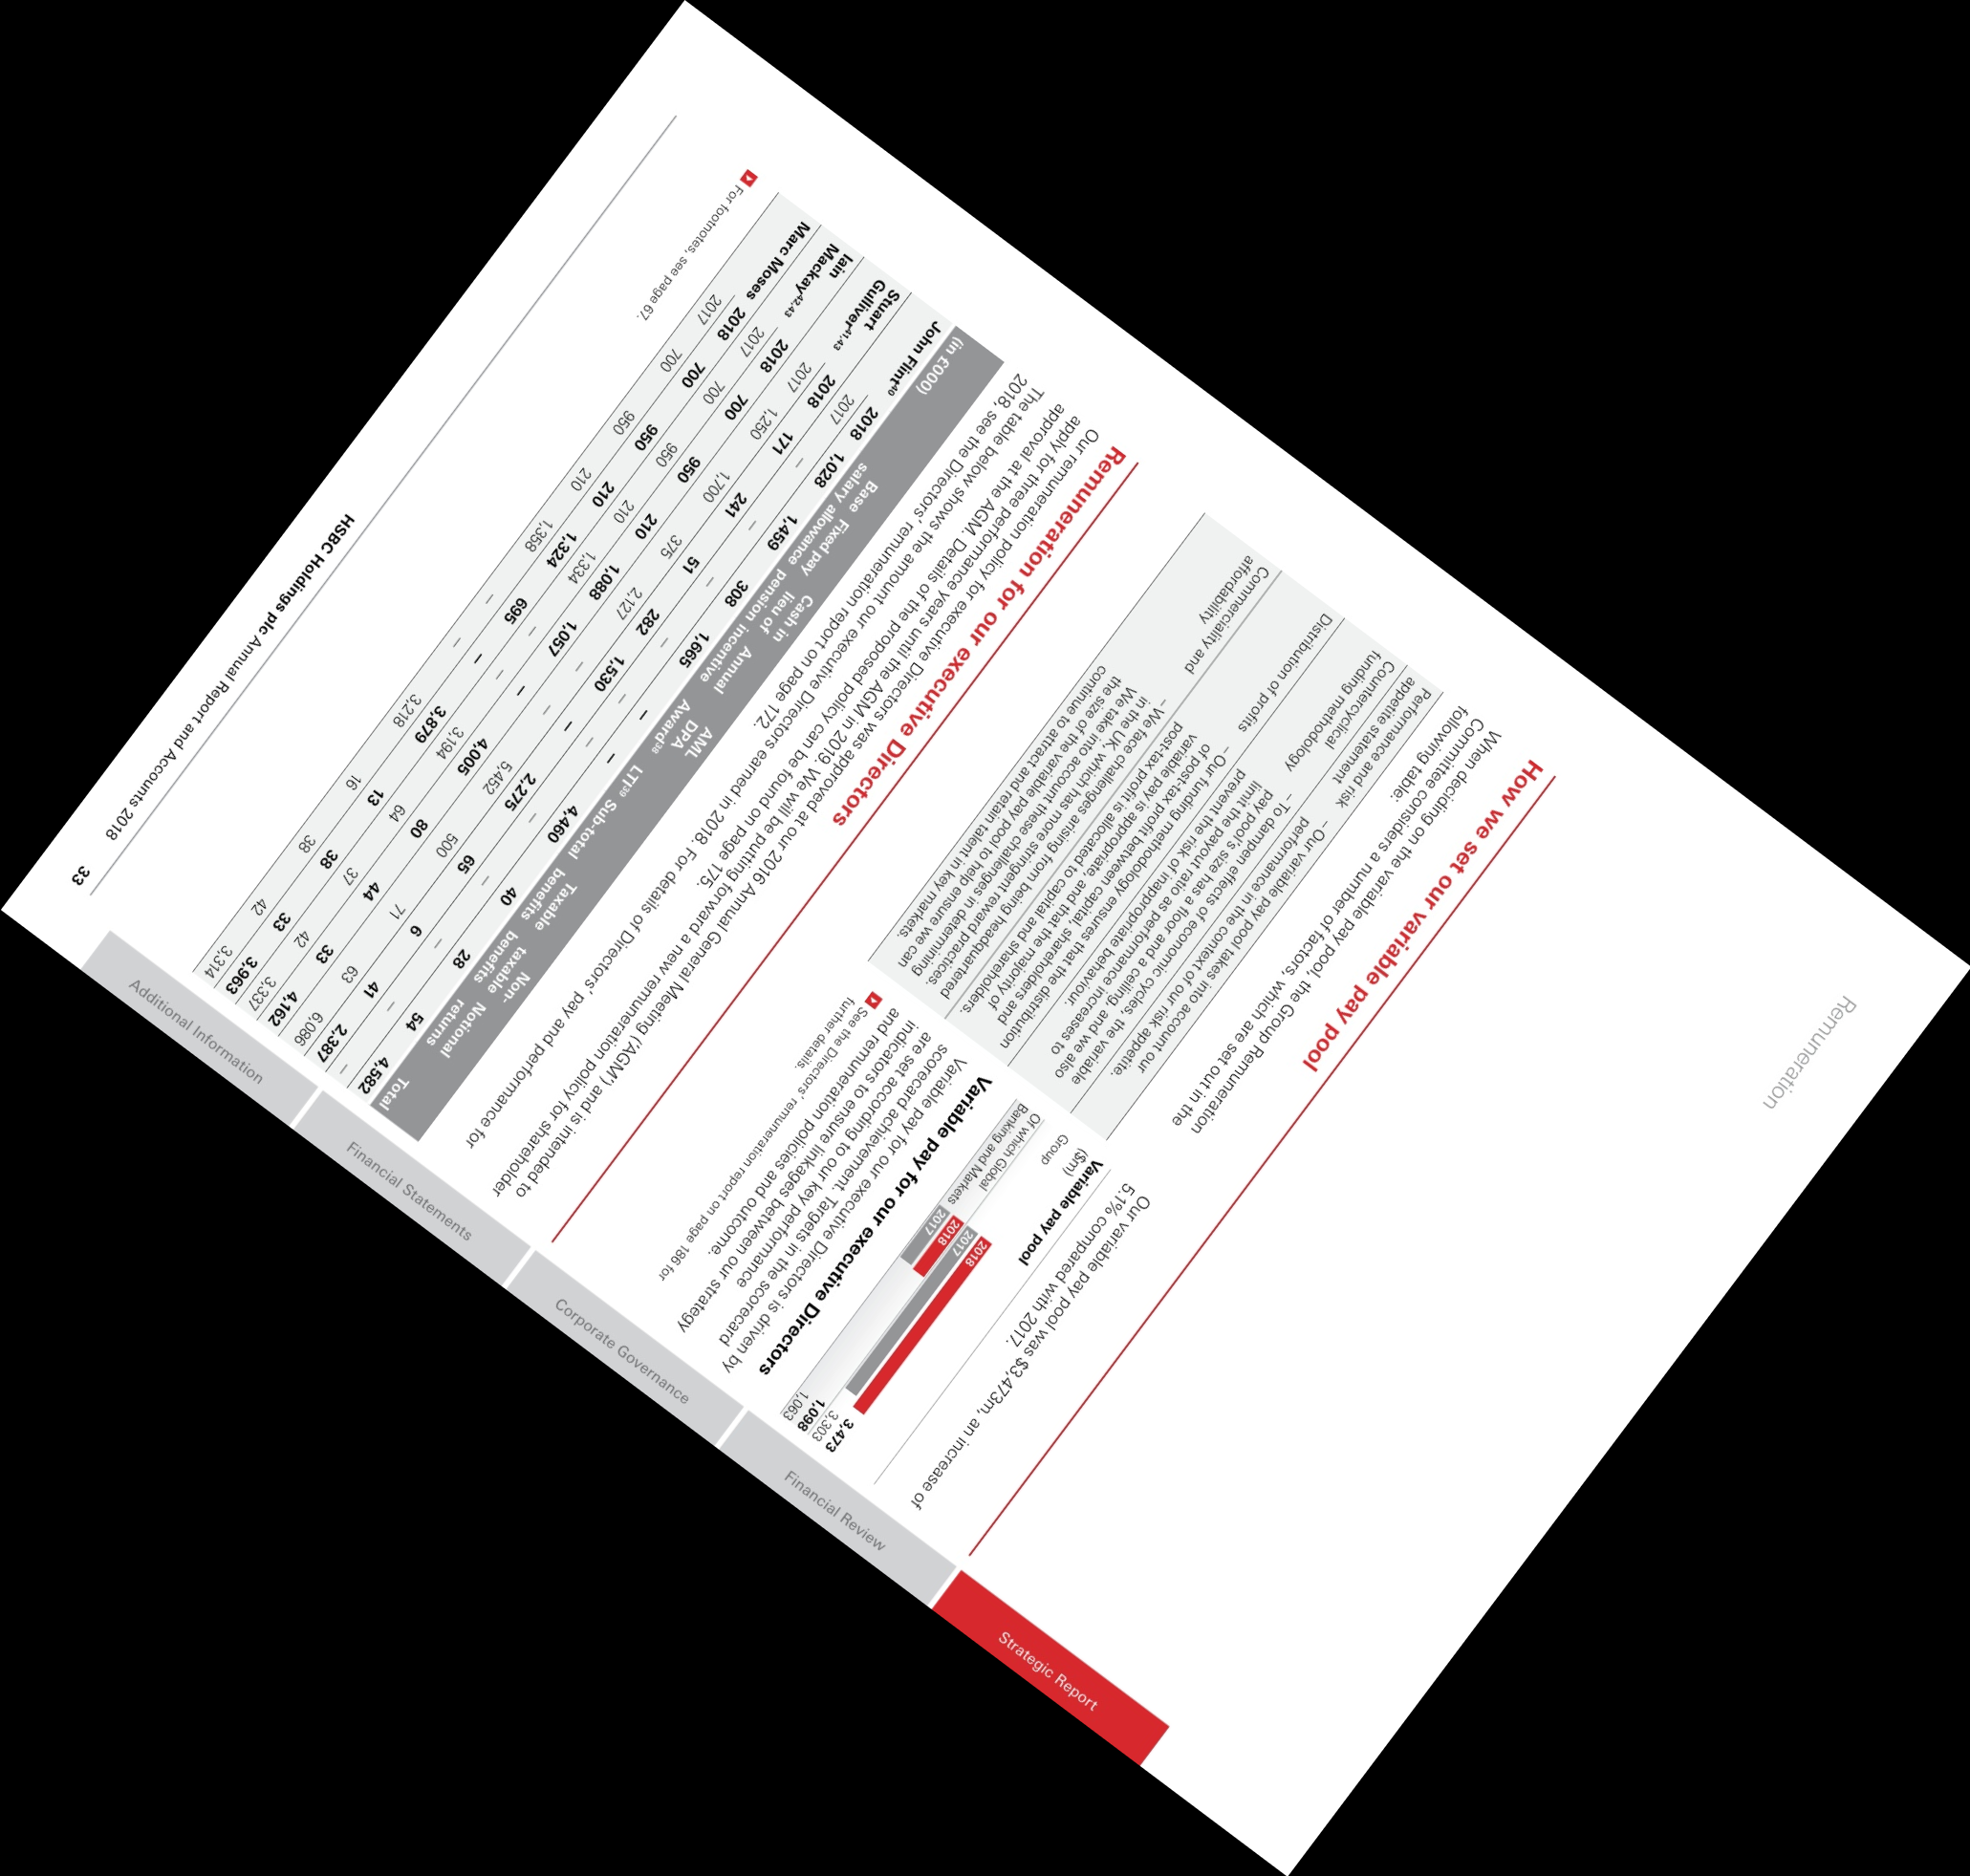 Remuneration
How we set our variable pay pool
When deciding on the variable pay pool, the Group Remuneration
Committee considers a number of factors, which are set out in the
following table:
Performance and risk
appetite statement
– Our variable pay pool takes into account our
performance in the context of our risk appetite.
Countercyclical
funding methodology
– To dampen effects of economic cycles, the variable
pay pool's size has a floor and a ceiling, and we also
limit the payout ratio as performance increases to
prevent the risk of inappropriate behaviour.
Distribution of profits
– Our funding methodology ensures that the distribution
of post-tax profit between capital, shareholders and
variable pay is appropriate, and that the majority of
post-tax profit is allocated to capital and shareholders.
Commerciality and
affordability
– We face challenges arising from being headquartered
in the UK, which has more stringent reward practices.
We take into account these challenges in determining
the size of the variable pay pool to help ensure we can
continue to attract and retain talent in key markets.
Our variable pay pool was $3,473m, an increase of
5.1% compared with 2017.
Variable pay pool
($m)
Group
2018 3,473
2017 3,303
Of which Global
Banking and Markets
2018 1,098
2017 1,063
Variable pay for our executive Directors
Variable pay for our executive Directors is driven by
scorecard achievement. Targets in the scorecard
are set according to our key performance
indicators to ensure linkages between our strategy
and remuneration policies and outcome.
See the Directors' remuneration report on page 186 for
further details.
Remuneration for our executive Directors
Our remuneration policy for executive Directors was approved at our 2016 Annual General Meeting ('AGM') and is intended to
apply for three performance years until the AGM in 2019. We will be putting forward a new remuneration policy for shareholder
approval at the AGM. Details of the proposed policy can be found on page 175.
The table below shows the amount our executive Directors earned in 2018. For details of Directors' pay and performance for
2018, see the Directors' remuneration report on page 172.
(in £000) Base salary Fixed pay allowance Cash in lieu of pension Annual incentive AML DPA Award38 LTI39 Sub-total Taxable benefits Non-taxable benefits Notional returns Total
John Flint40 2018 1,028 1,459 308 1,665 – – 4,460 40 28 54 4,582
2017 – – – – – – – – – – –
Stuart Gulliver41,43 2018 171 241 51 282 1,530 – 2,275 65 6 41 2,387
2017 1,250 1,700 375 2,127 – – 5,452 500 71 63 6,086
Iain Mackay42,43 2018 700 950 210 1,088 1,057 – 4,005 80 44 33 4,162
2017 700 950 210 1,334 – – 3,194 64 37 42 3,337
Marc Moses 2018 700 950 210 1,324 695 – 3,879 13 38 33 3,963
2017 700 950 210 1,358 – – 3,218 16 38 42 3,314
For footnotes, see page 67.
HSBC Holdings plc Annual Report and Accounts 2018 33
Strategic Report
Financial Review
Corporate Governance
Financial Statements
Additional Information